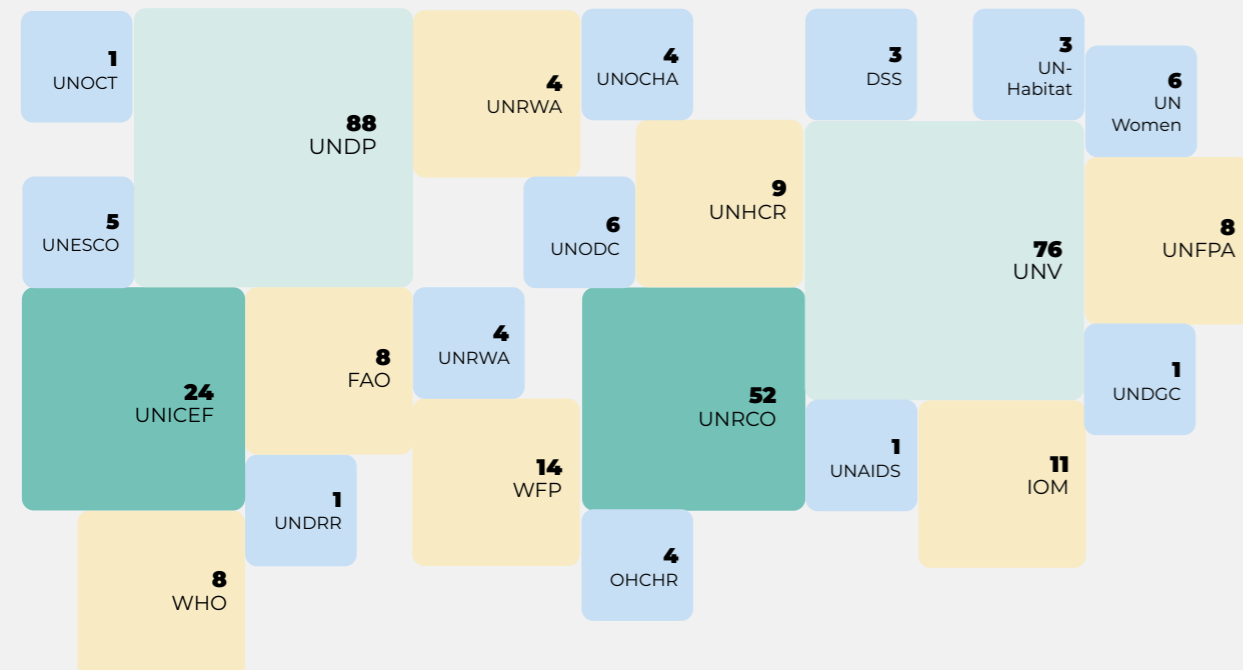 1
UNOCT
88
UNDP
4
UNRWA
4
UNOCHA
3
DSS
3
UN-
Habitat
6
UN
Women
5
UNESCO
6
UNODC
9
UNHCR
76
UNV
8
UNFPA
24
UNICEF
8
FAO
4
UNRWA
52
UNRCO
1
UNDGC
1
UNDRR
14
WFP
1
UNAIDS
11
IOM
8
WHO
4
OHCHR